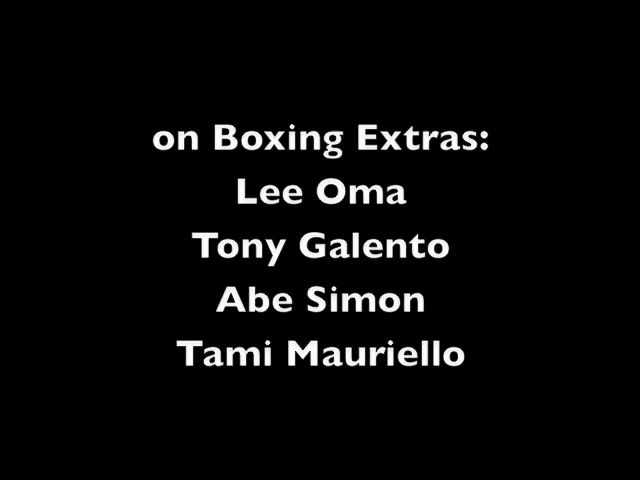 on Boxing Extras:
Lee Oma
Tony Galento
Abe Simon
Tami Mauriello